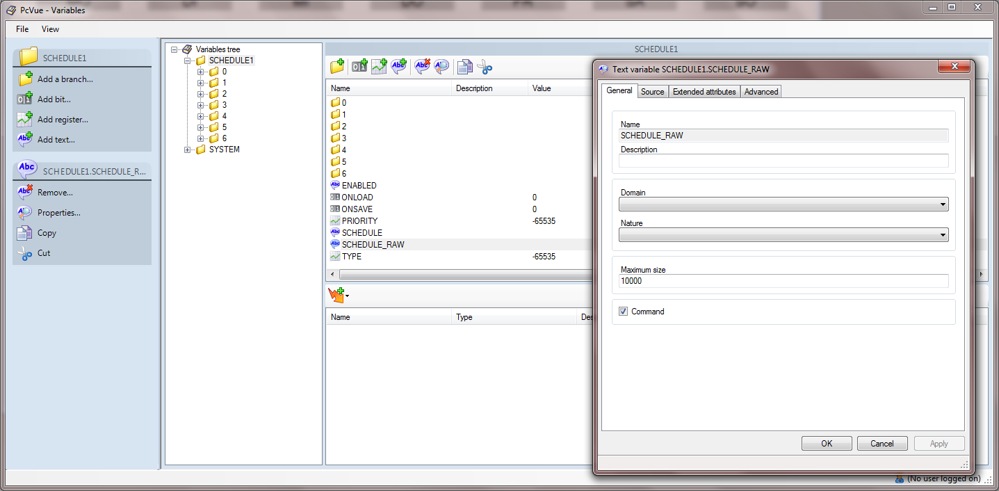 PcVue - Variables
File View
SCHEDULE1
Add a branch...
Add bit...
Add register...
Add text...
SCHEDULE1.SCHEDULE_R...
Remove...
Properties...
Copy
Cut
Variables tree
SCHEDULE1
0
1
2
3
4
5
6
SYSTEM
SCHEDULE1
Name Description Value
0
1
2
3
4
5
6
ENABLED
ONLOAD 0
ONSAVE 0
PRIORITY -65535
SCHEDULE
SCHEDULE_RAW
TYPE -65535
Name Type Des
Text variable SCHEDULE1.SCHEDULE_RAW
General Source Extended attributes Advanced
Name
SCHEDULE_RAW
Description
Domain
Nature
Maximum size
10000
Command
OK Cancel Apply
(No user logged on)